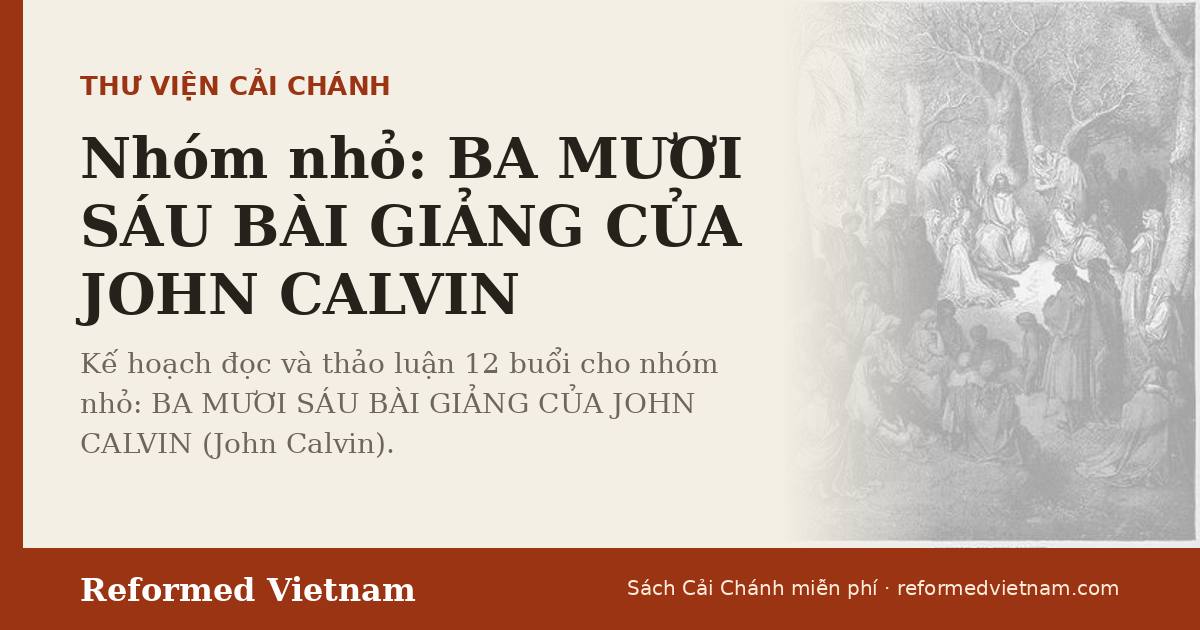 THƯ VIỆN CẢI CHÁNH
Nhóm nhỏ: BA MƯƠI
SÁU BÀI GIẢNG CỦA
JOHN CALVIN
Kế hoạch đọc và thảo luận 12 buổi cho nhóm
nhỏ: BA MƯƠI SÁU BÀI GIẢNG CỦA JOHN
CALVIN (John Calvin).
Reformed Vietnam
Sách Cải Chánh miễn phí · reformedvietnam.com